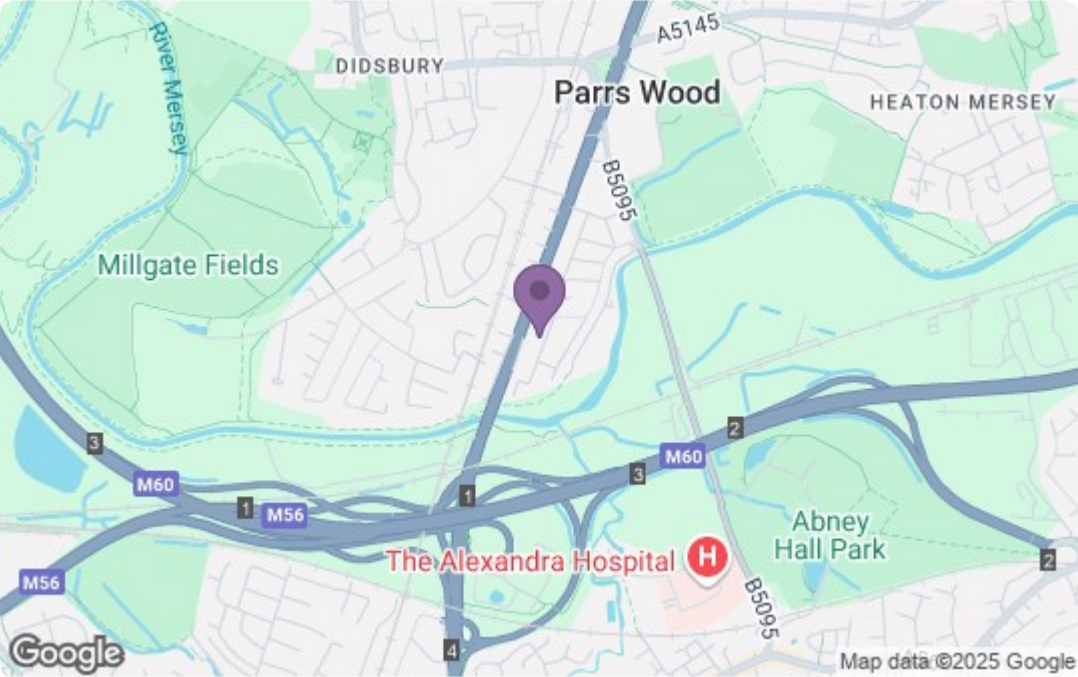 A5145
DIDSBURY
Parrs Wood
HEATON MERSEY
River Mersey
B5095
Millgate Fields
3
M60
1
M56
1
3
M60
2
Abney
Hall Park
The Alexandra Hospital
H
2
M56
B5095
4
Google
Map data ©2025 Google